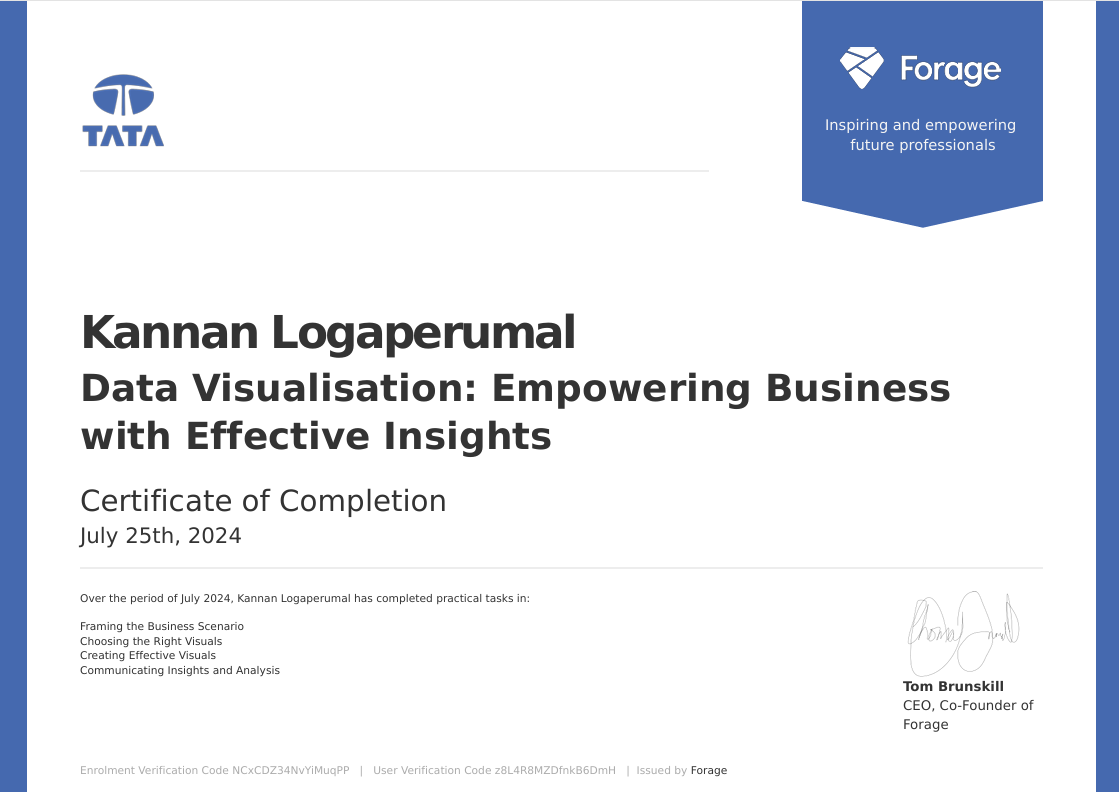 TATA
Forage
Inspiring and empowering
future professionals
Kannan Logaperumal
Data Visualisation: Empowering Business
with Effective Insights
Certificate of Completion
July 25th, 2024
Over the period of July 2024, Kannan Logaperumal has completed practical tasks in:
Framing the Business Scenario
Choosing the Right Visuals
Creating Effective Visuals
Communicating Insights and Analysis
Tom Brunskill
CEO, Co-Founder of
Forage
Enrolment Verification Code NCxCDZ34NvYiMuqPP | User Verification Code z8L4R8MZDfnkB6DmH | Issued by Forage